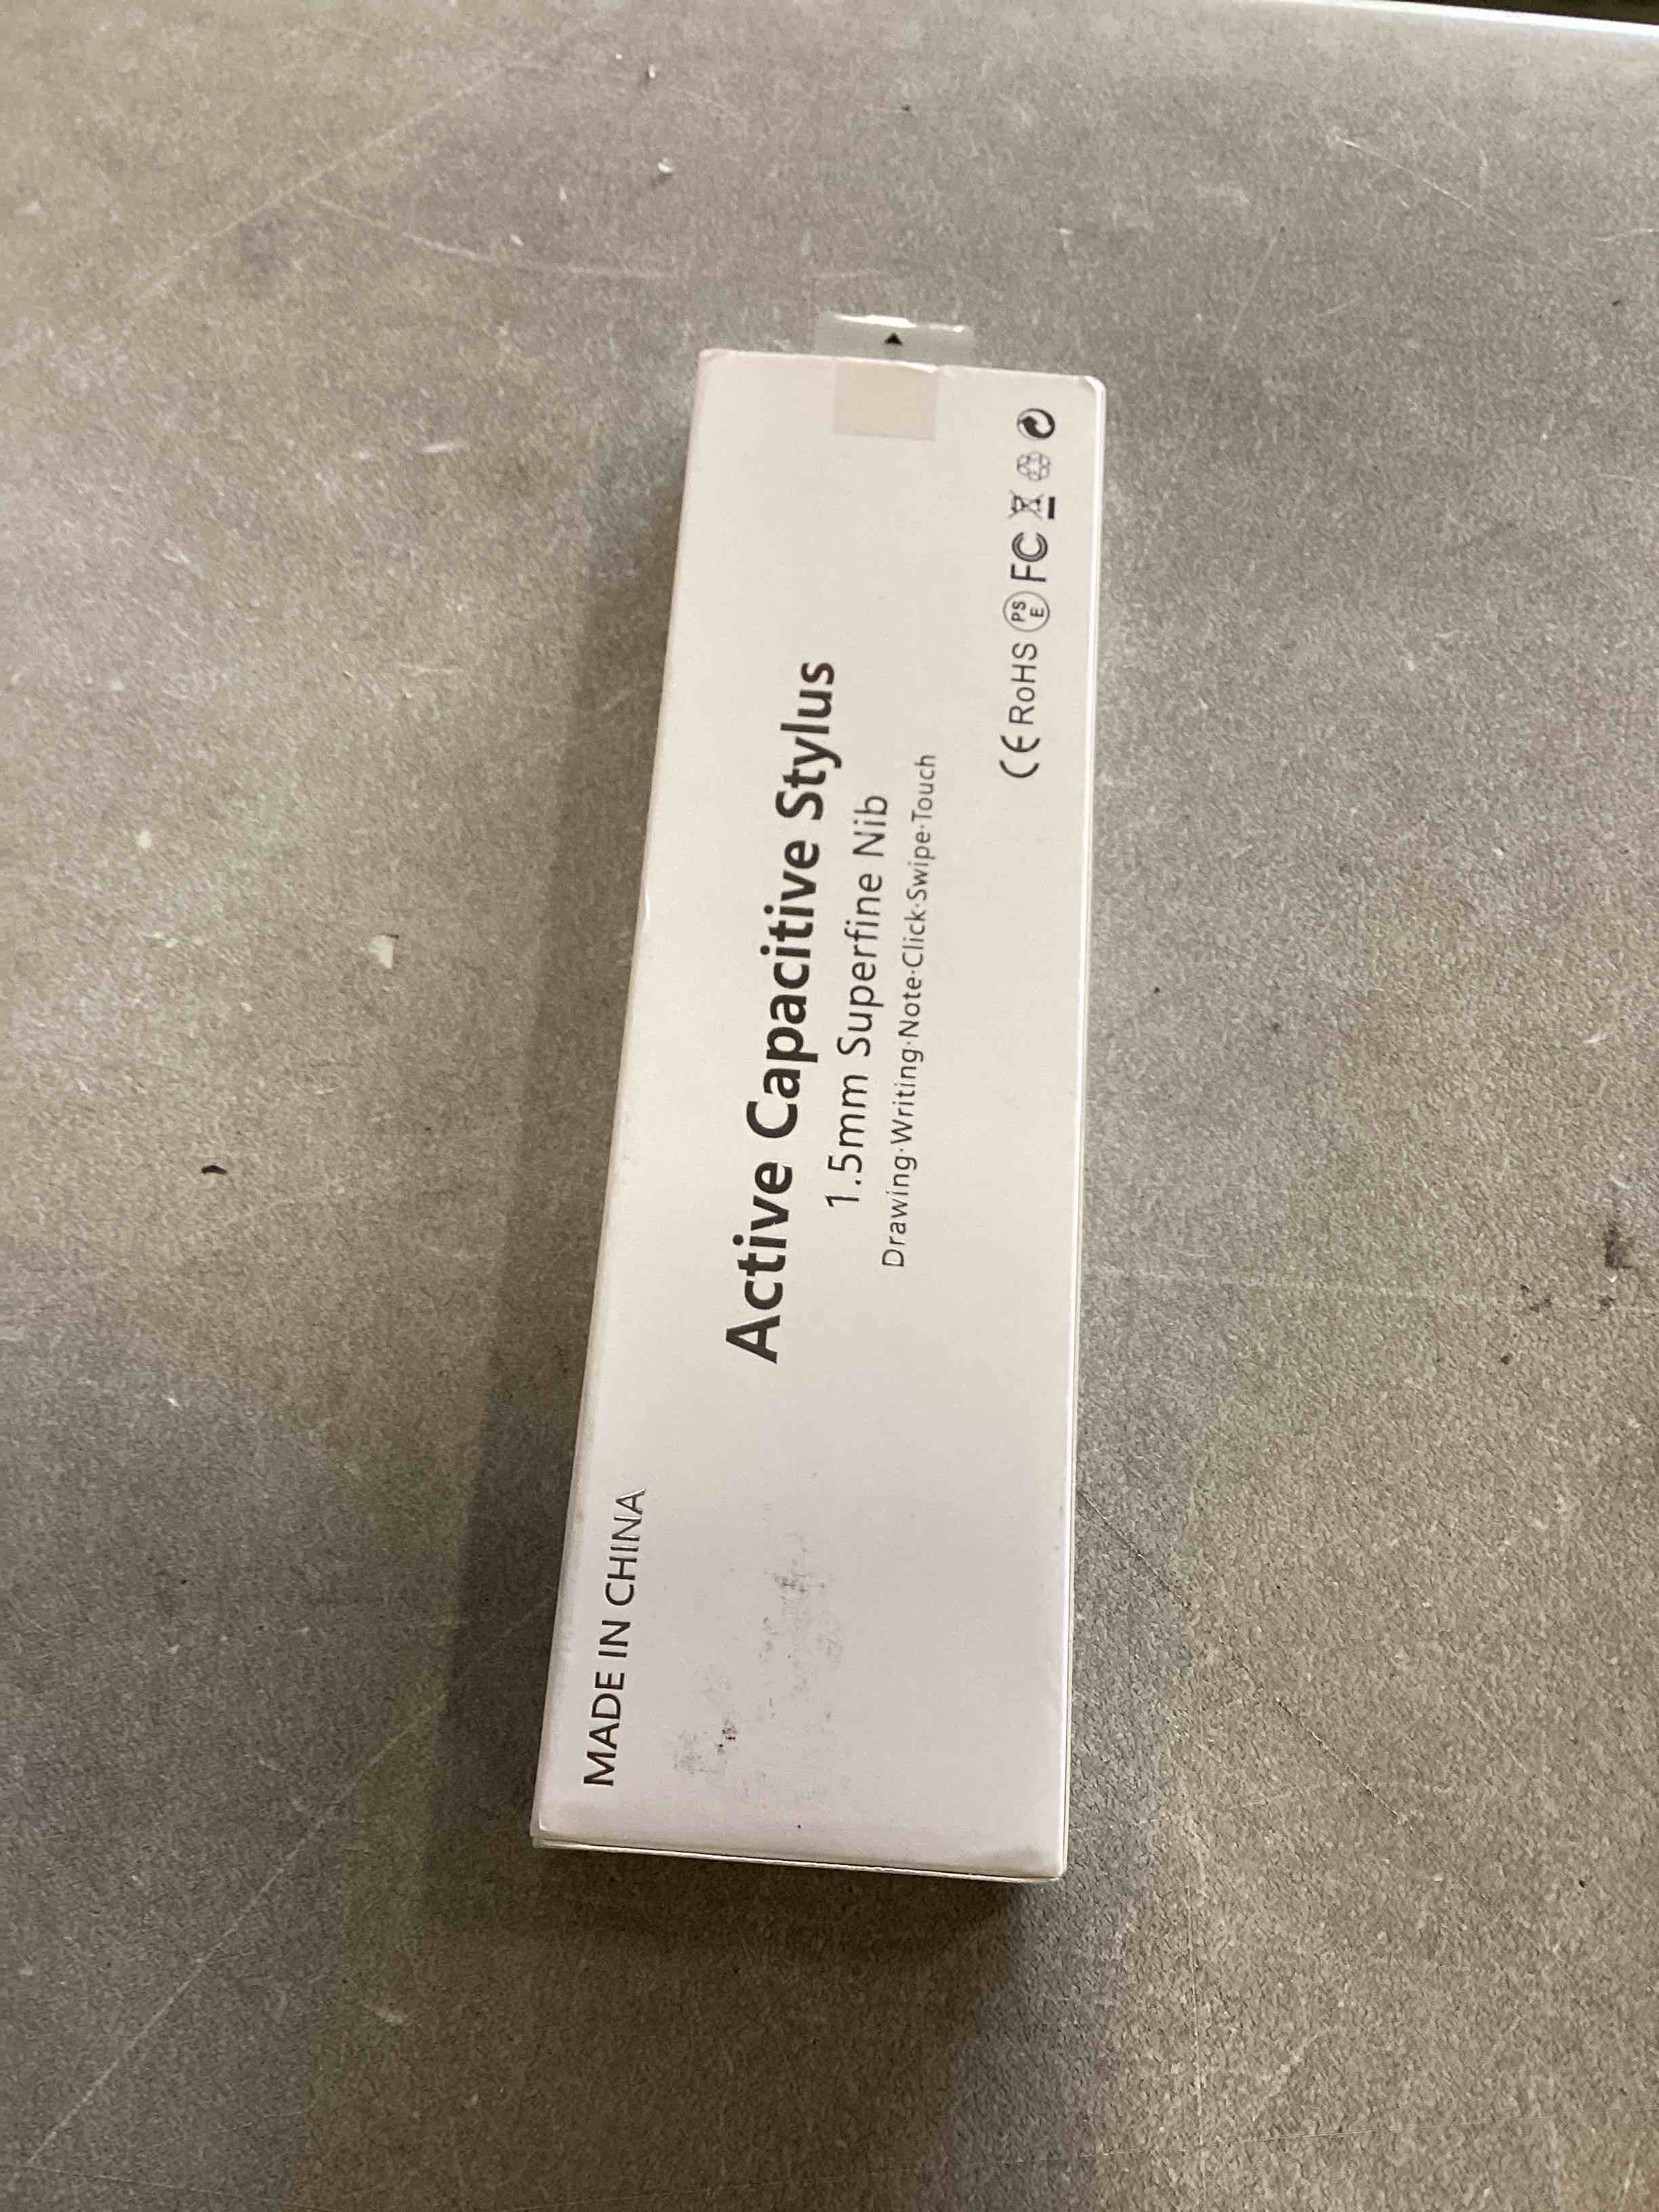 MADE IN CHINA
Active Capacitive Stylus
1.5mm Superfine Nib
Drawing·Writing·Note·Click·Swipe·Touch
CE RoHS PSE FC